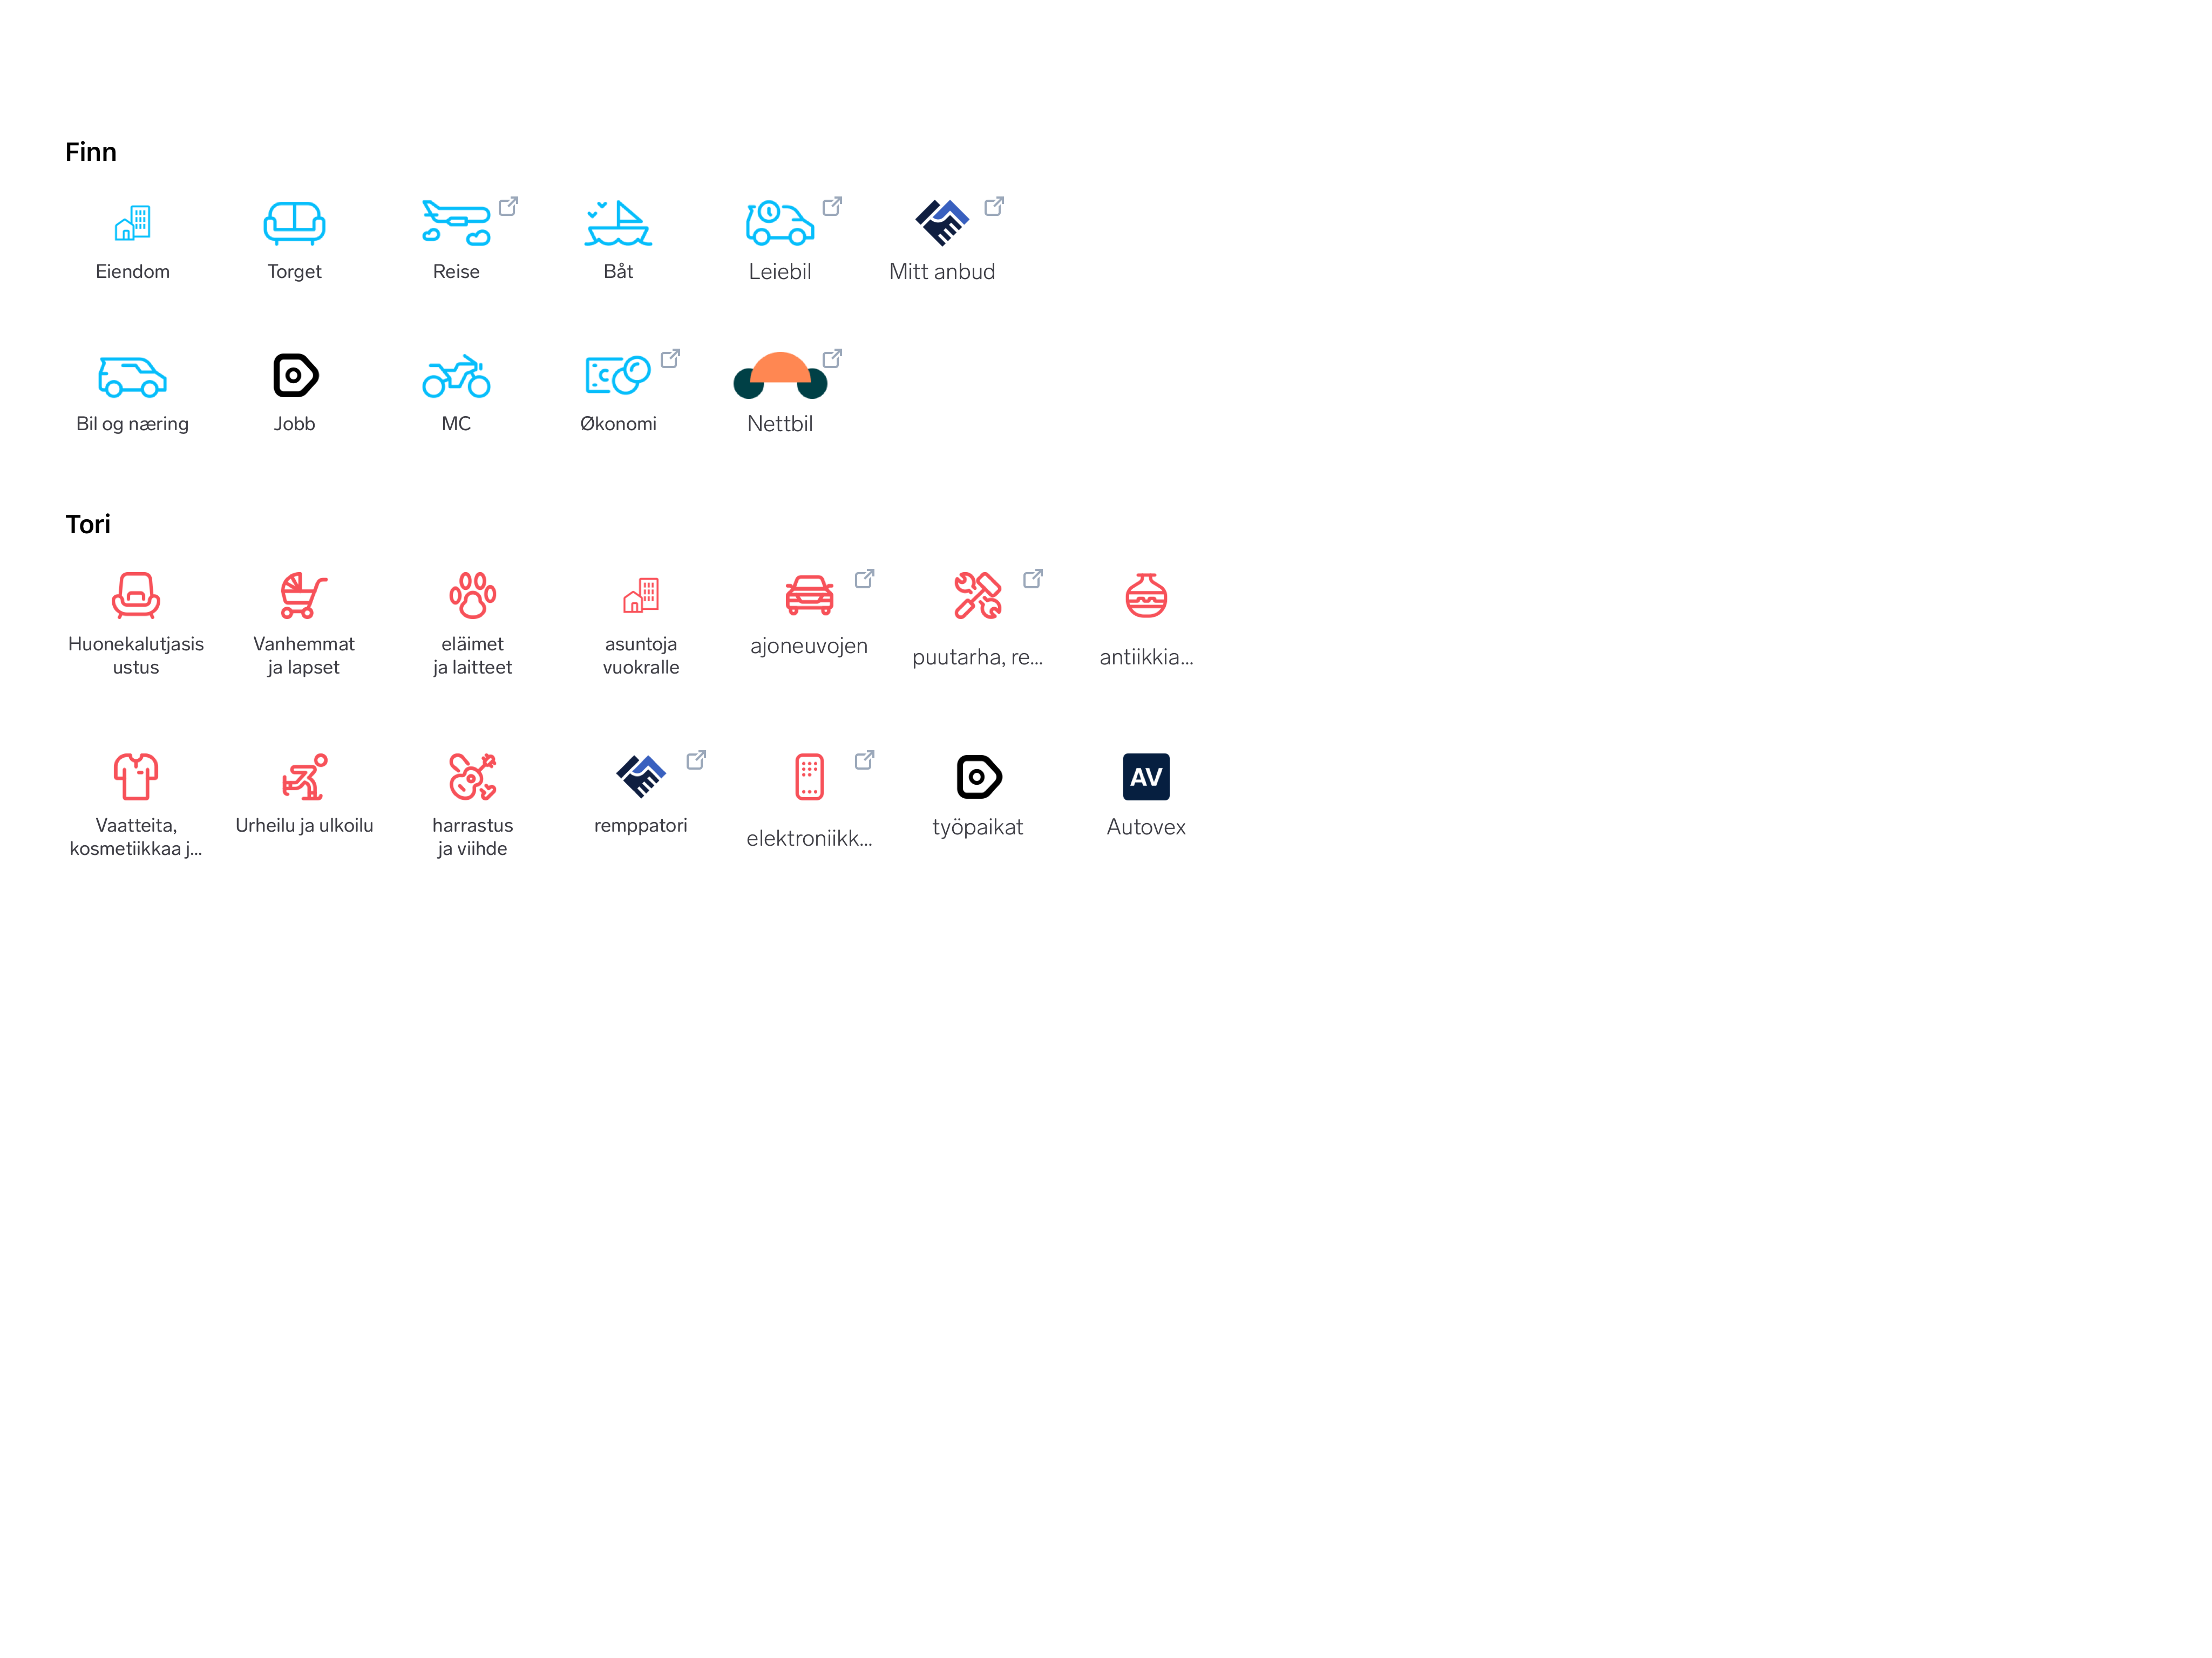 Finn
Eiendom
Torget
Reise
Båt
Leiebil
Mitt anbud
Bil og næring
Jobb
MC
Økonomi
Nettbil
Tori
Huonekalutjasis
ustus
Vanhemmat
ja lapset
eläimet
ja laitteet
asuntoja
vuokralle
ajoneuvojen
puutarha, re...
antiikkia...
Vaatteita,
kosmetiikkaa j...
Urheilu ja ulkoilu
harrastus
ja viihde
remppatori
elektroniikk...
työpaikat
AV
Autovex